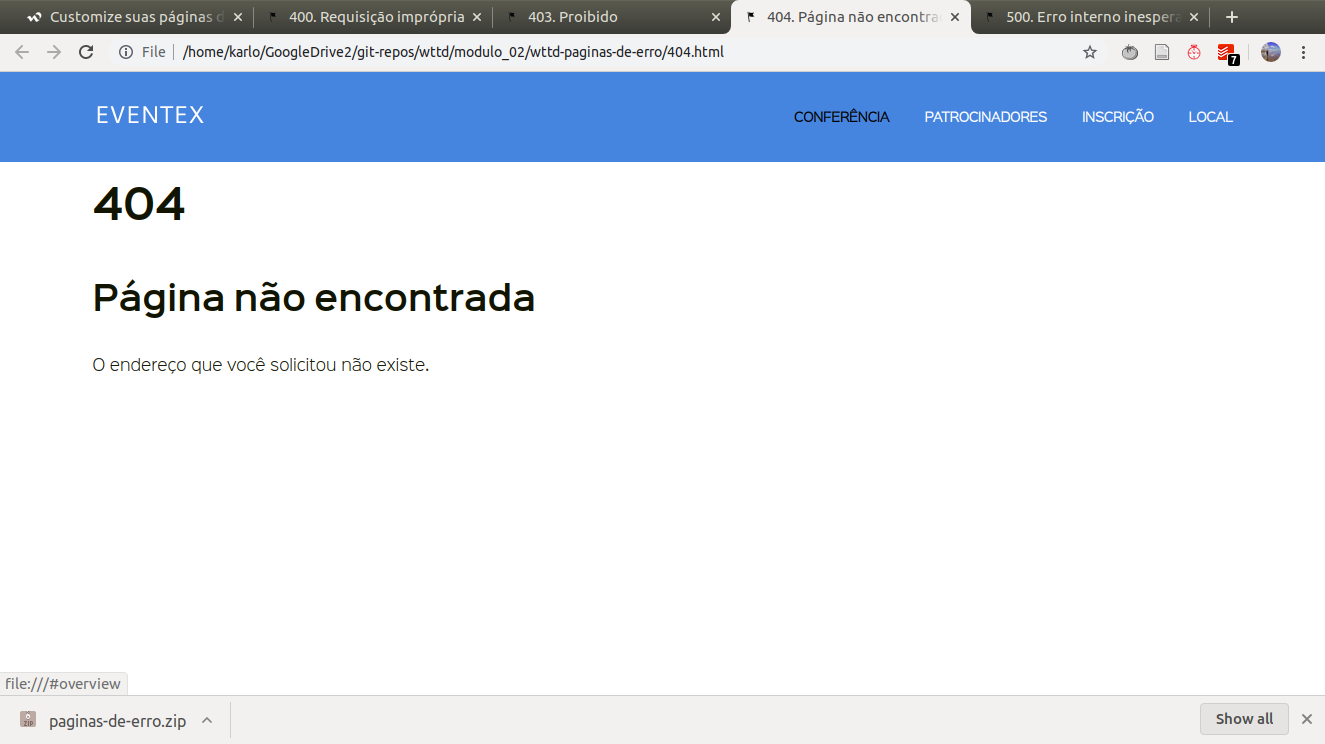 Customize suas páginas d
400. Requisição imprópria
403. Proibido
404. Página não encontra
500. Erro interno inespera
File
/home/karlo/GoogleDrive2/git-repos/wttd/modulo_02/wttd-paginas-de-erro/404.html
7
EVENTEX
CONFERÊNCIA
PATROCINADORES
INSCRIÇÃO
LOCAL
404
Página não encontrada
O endereço que você solicitou não existe.
file:///#overview
ZIP
paginas-de-erro.zip
Show all